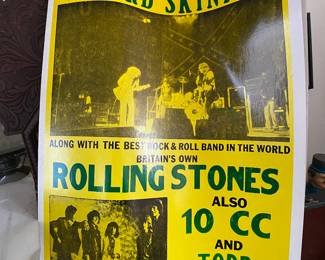 ALONG WITH THE BEST ROCK & ROLL BAND IN THE WORLD
BRITAIN'S OWN
ROLLING STONES
ALSO
10 CC
AND